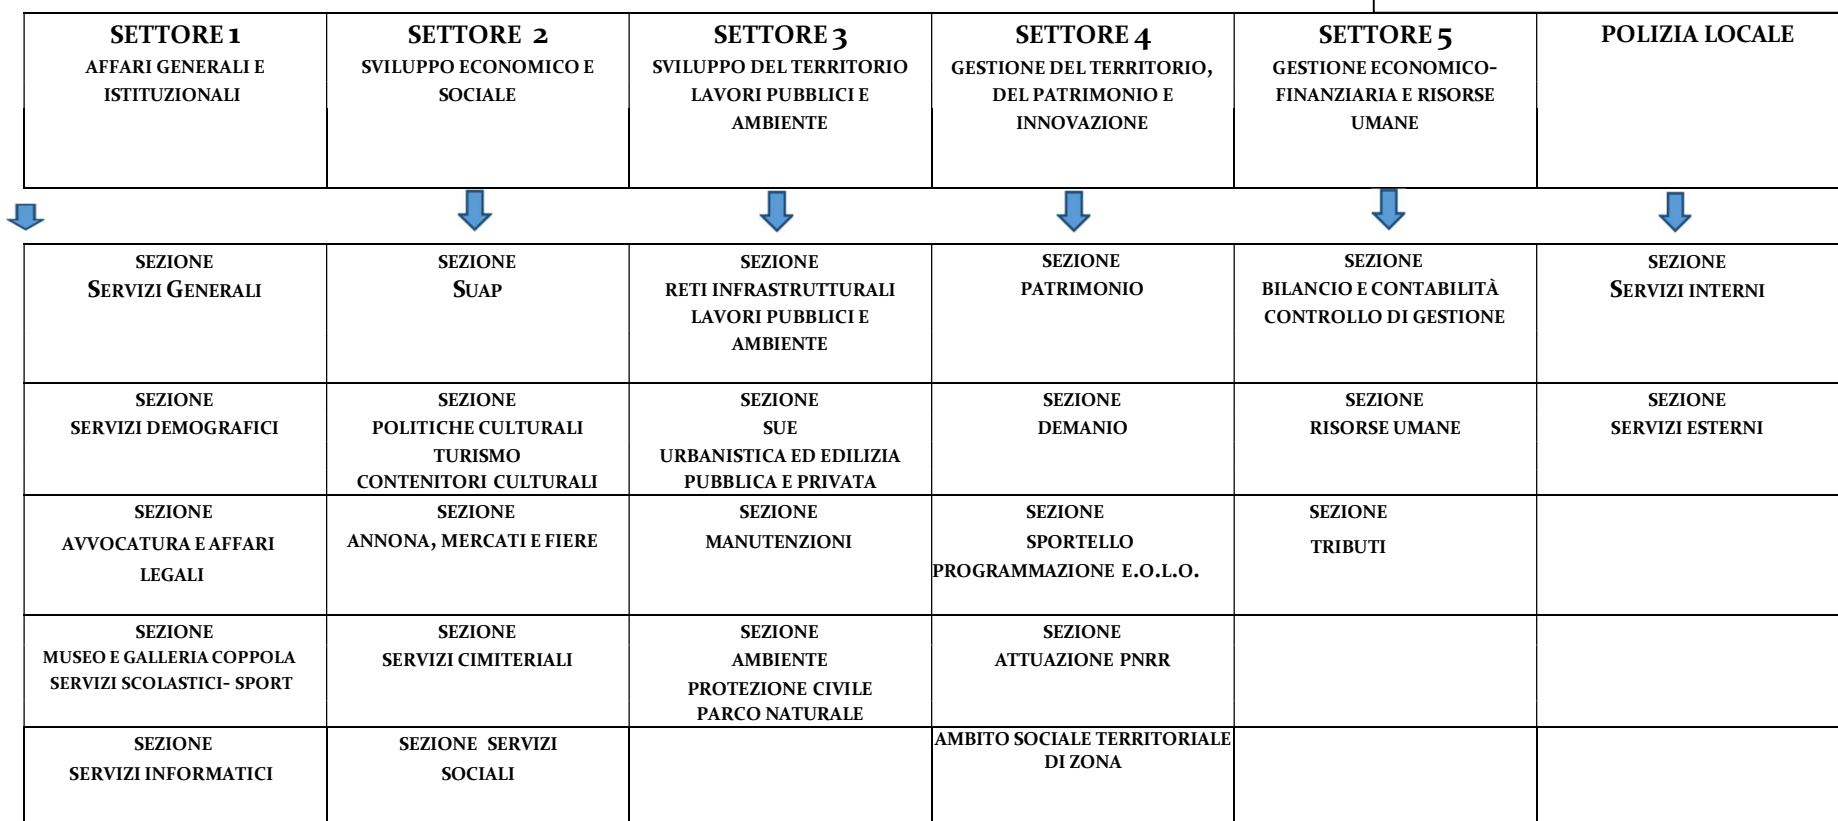 SETTORE 1
AFFARI GENERALI E
ISTITUZIONALI
SETTORE 2
SVILUPPO ECONOMICO E
SOCIALE
SETTORE 3
SVILUPPO DEL TERRITORIO
LAVORI PUBBLICI E
AMBIENTE
SETTORE 4
GESTIONE DEL TERRITORIO,
DEL PATRIMONIO E
INNOVAZIONE
SETTORE 5
GESTIONE ECONOMICO-
FINANZIARIA E RISORSE
UMANE
POLIZIA LOCALE
SEZIONE
SERVIZI GENERALI
SEZIONE
SUAP
SEZIONE
RETI INFRASTRUTTURALI
LAVORI PUBBLICI E
AMBIENTE
SEZIONE
PATRIMONIO
SEZIONE
BILANCIO E CONTABILITÀ
CONTROLLO DI GESTIONE
SEZIONE
SERVIZI INTERNI
SEZIONE
SERVIZI DEMOGRAFICI
SEZIONE
POLITICHE CULTURALI
TURISMO
CONTENITORI CULTURALI
SEZIONE
SUE
URBANISTICA ED EDILIZIA
PUBBLICA E PRIVATA
SEZIONE
DEMANIO
SEZIONE
RISORSE UMANE
SEZIONE
SERVIZI ESTERNI
SEZIONE
AVVOCATURA E AFFARI
LEGALI
SEZIONE
ANNONA, MERCATI E FIERE
SEZIONE
MANUTENZIONI
SEZIONE
SPORTELLO
PROGRAMMAZIONE E.O.L.O.
SEZIONE
TRIBUTI
SEZIONE
MUSEO E GALLERIA COPPOLA
SERVIZI SCOLASTICI- SPORT
SEZIONE
SERVIZI CIMITERIALI
SEZIONE
AMBIENTE
PROTEZIONE CIVILE
PARCO NATURALE
SEZIONE
ATTUAZIONE PNRR
SEZIONE
SERVIZI INFORMATICI
SEZIONE SERVIZI
SOCIALI
AMBITO SOCIALE TERRITORIALE
DI ZONA